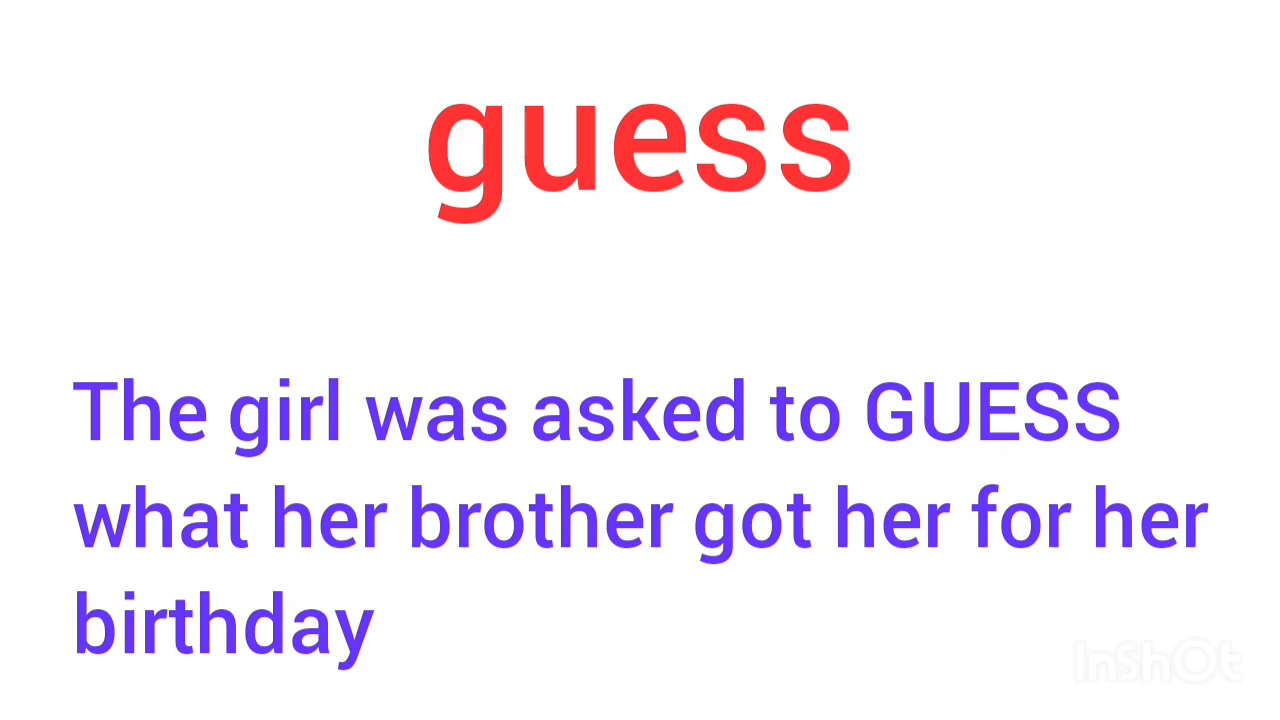 guess
The girl was asked to GUESS
what her brother got her for her
birthday
InShOt